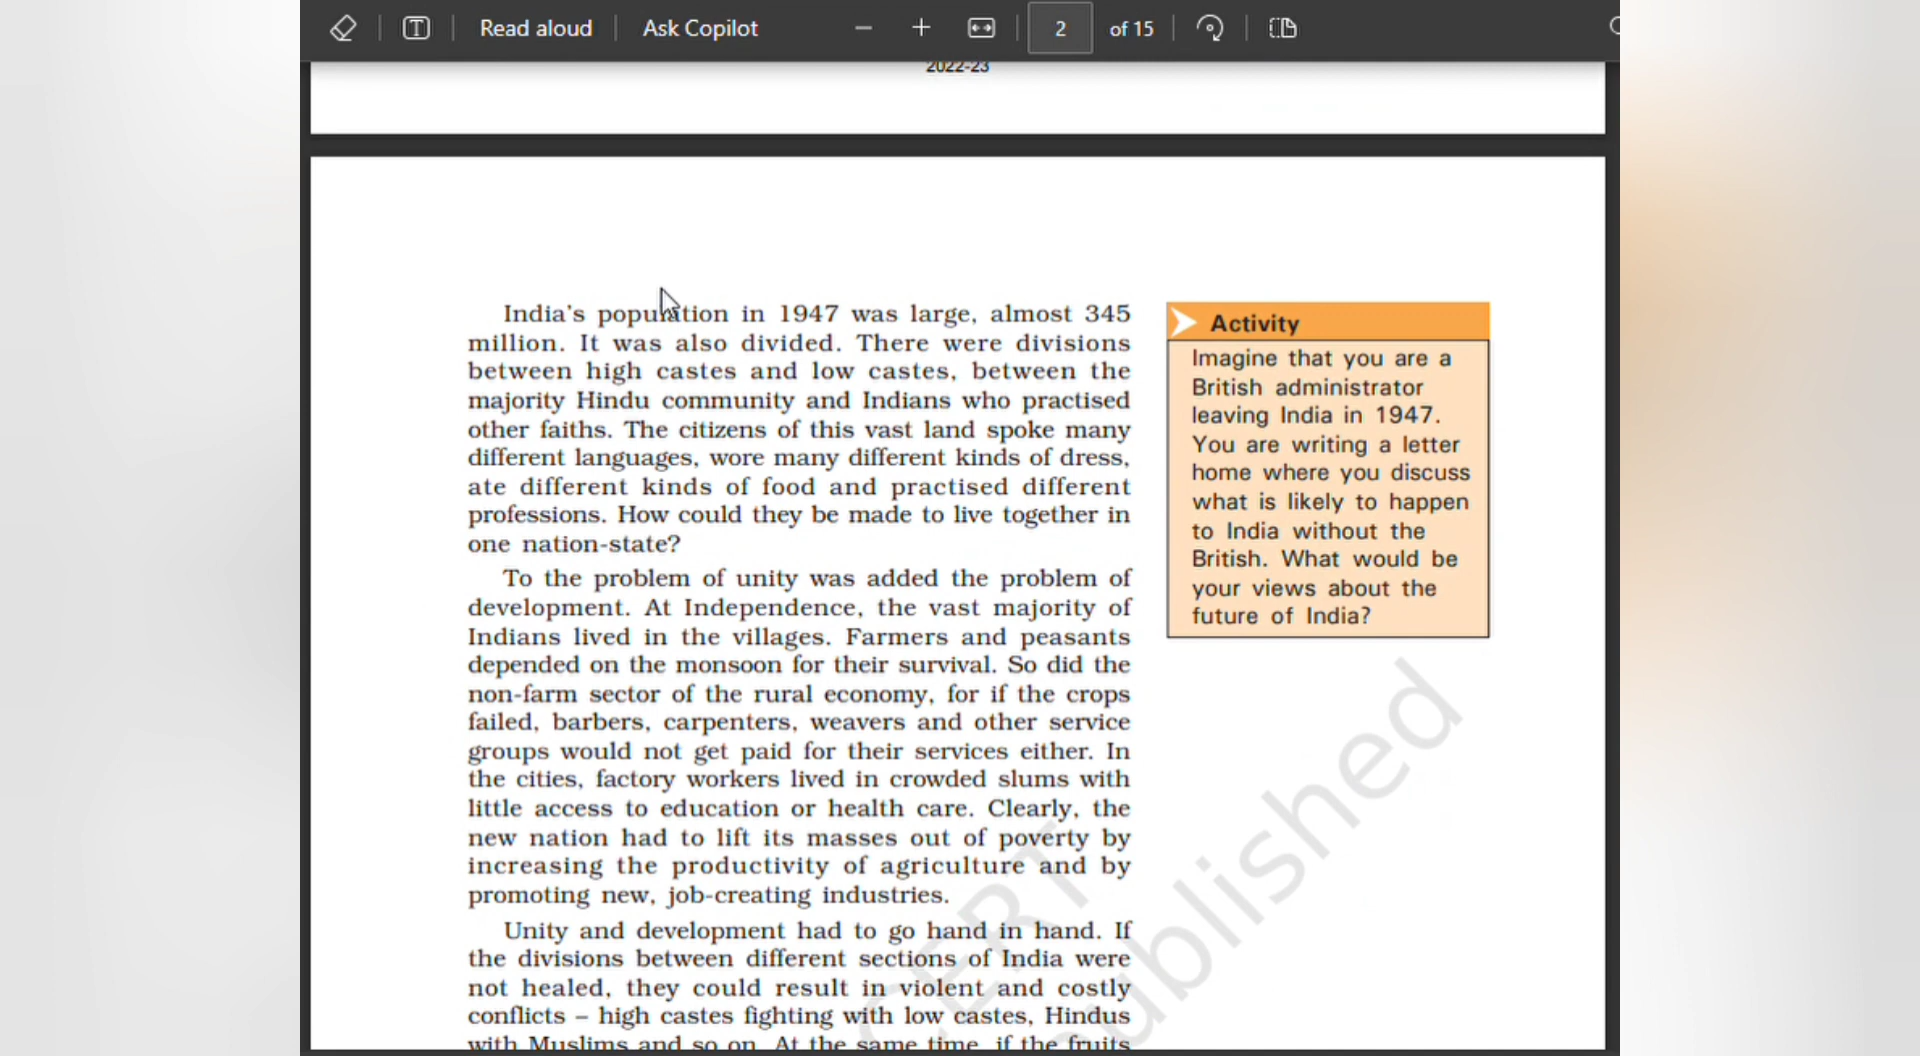 Read aloud
Ask Copilot
2
of 15
2022-23
India's population in 1947 was large, almost 345
million. It was also divided. There were divisions
between high castes and low castes, between the
majority Hindu community and Indians who practised
other faiths. The citizens of this vast land spoke many
different languages, wore many different kinds of dress,
ate different kinds of food and practised different
professions. How could they be made to live together in
one nation-state?
To the problem of unity was added the problem of
development. At Independence, the vast majority of
Indians lived in the villages. Farmers and peasants
depended on the monsoon for their survival. So did the
non-farm sector of the rural economy, for if the crops
failed, barbers, carpenters, weavers and other service
groups would not get paid for their services either. In
the cities, factory workers lived in crowded slums with
little access to education or health care. Clearly, the
new nation had to lift its masses out of poverty by
increasing the productivity of agriculture and by
promoting new, job-creating industries.
Unity and development had to go hand in hand. If
the divisions between different sections of India were
not healed, they could result in violent and costly
conflicts – high castes fighting with low castes, Hindus
with Muslims and so on. At the same time, if the fruits
Activity
Imagine that you are a
British administrator
leaving India in 1947.
You are writing a letter
home where you discuss
what is likely to happen
to India without the
British. What would be
your views about the
future of India?
CERT
published